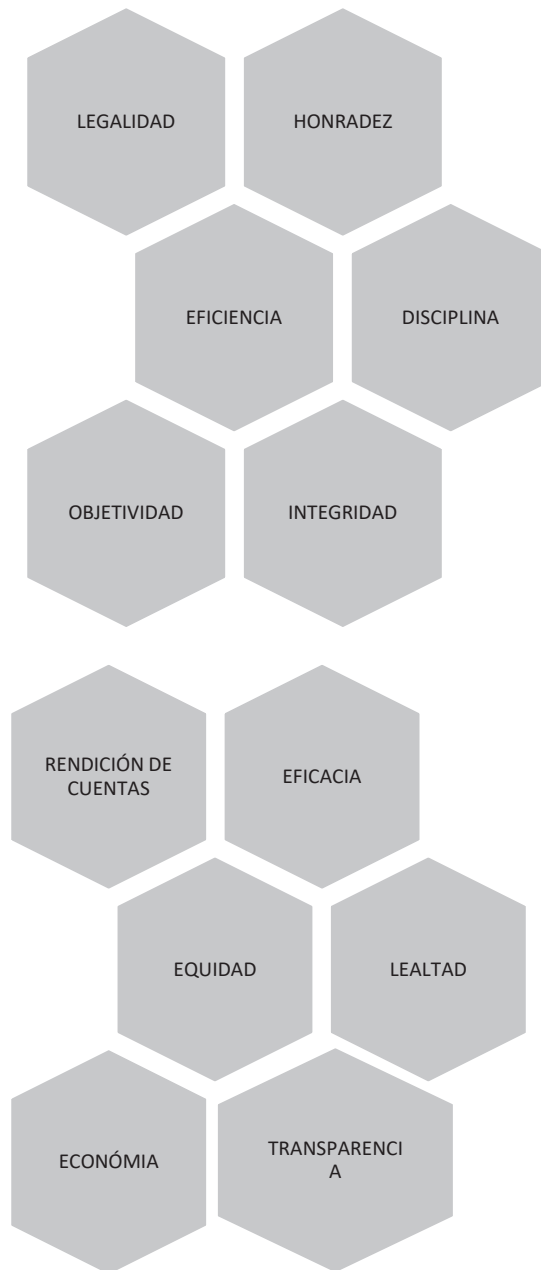 LEGALIDAD
HONRADEZ
EFICIENCIA
DISCIPLINA
OBJETIVIDAD
INTEGRIDAD
RENDICIÓN DE
CUENTAS
EFICACIA
EQUIDAD
LEALTAD
ECONÓMIA
TRANSPARENCI
A